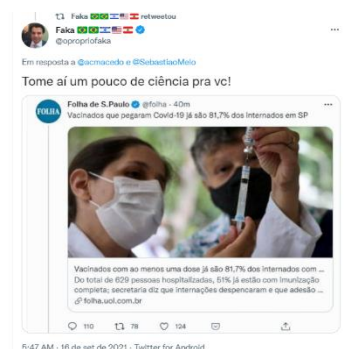 Faka retweetou
Faka
@opropriofaka
Em resposta a @acmacedo e @SebastiaoMelo
Tome aí um pouco de ciência pra vc!
FOLHA
Folha de S.Paulo @folha · 40m
Vacinados que pegaram Covid-19 já são 81,7% dos internados em SP
Vacinados com ao menos uma dose já são 81,7% dos internados com ...
Do total de 629 pessoas hospitalizadas, 51% já estão com imunização
completa; secretaria diz que internações despencaram e que adesão ...
folha.uol.com.br
110 78 124
5:47 AM · 16 de set de 2021 · Twitter for Android